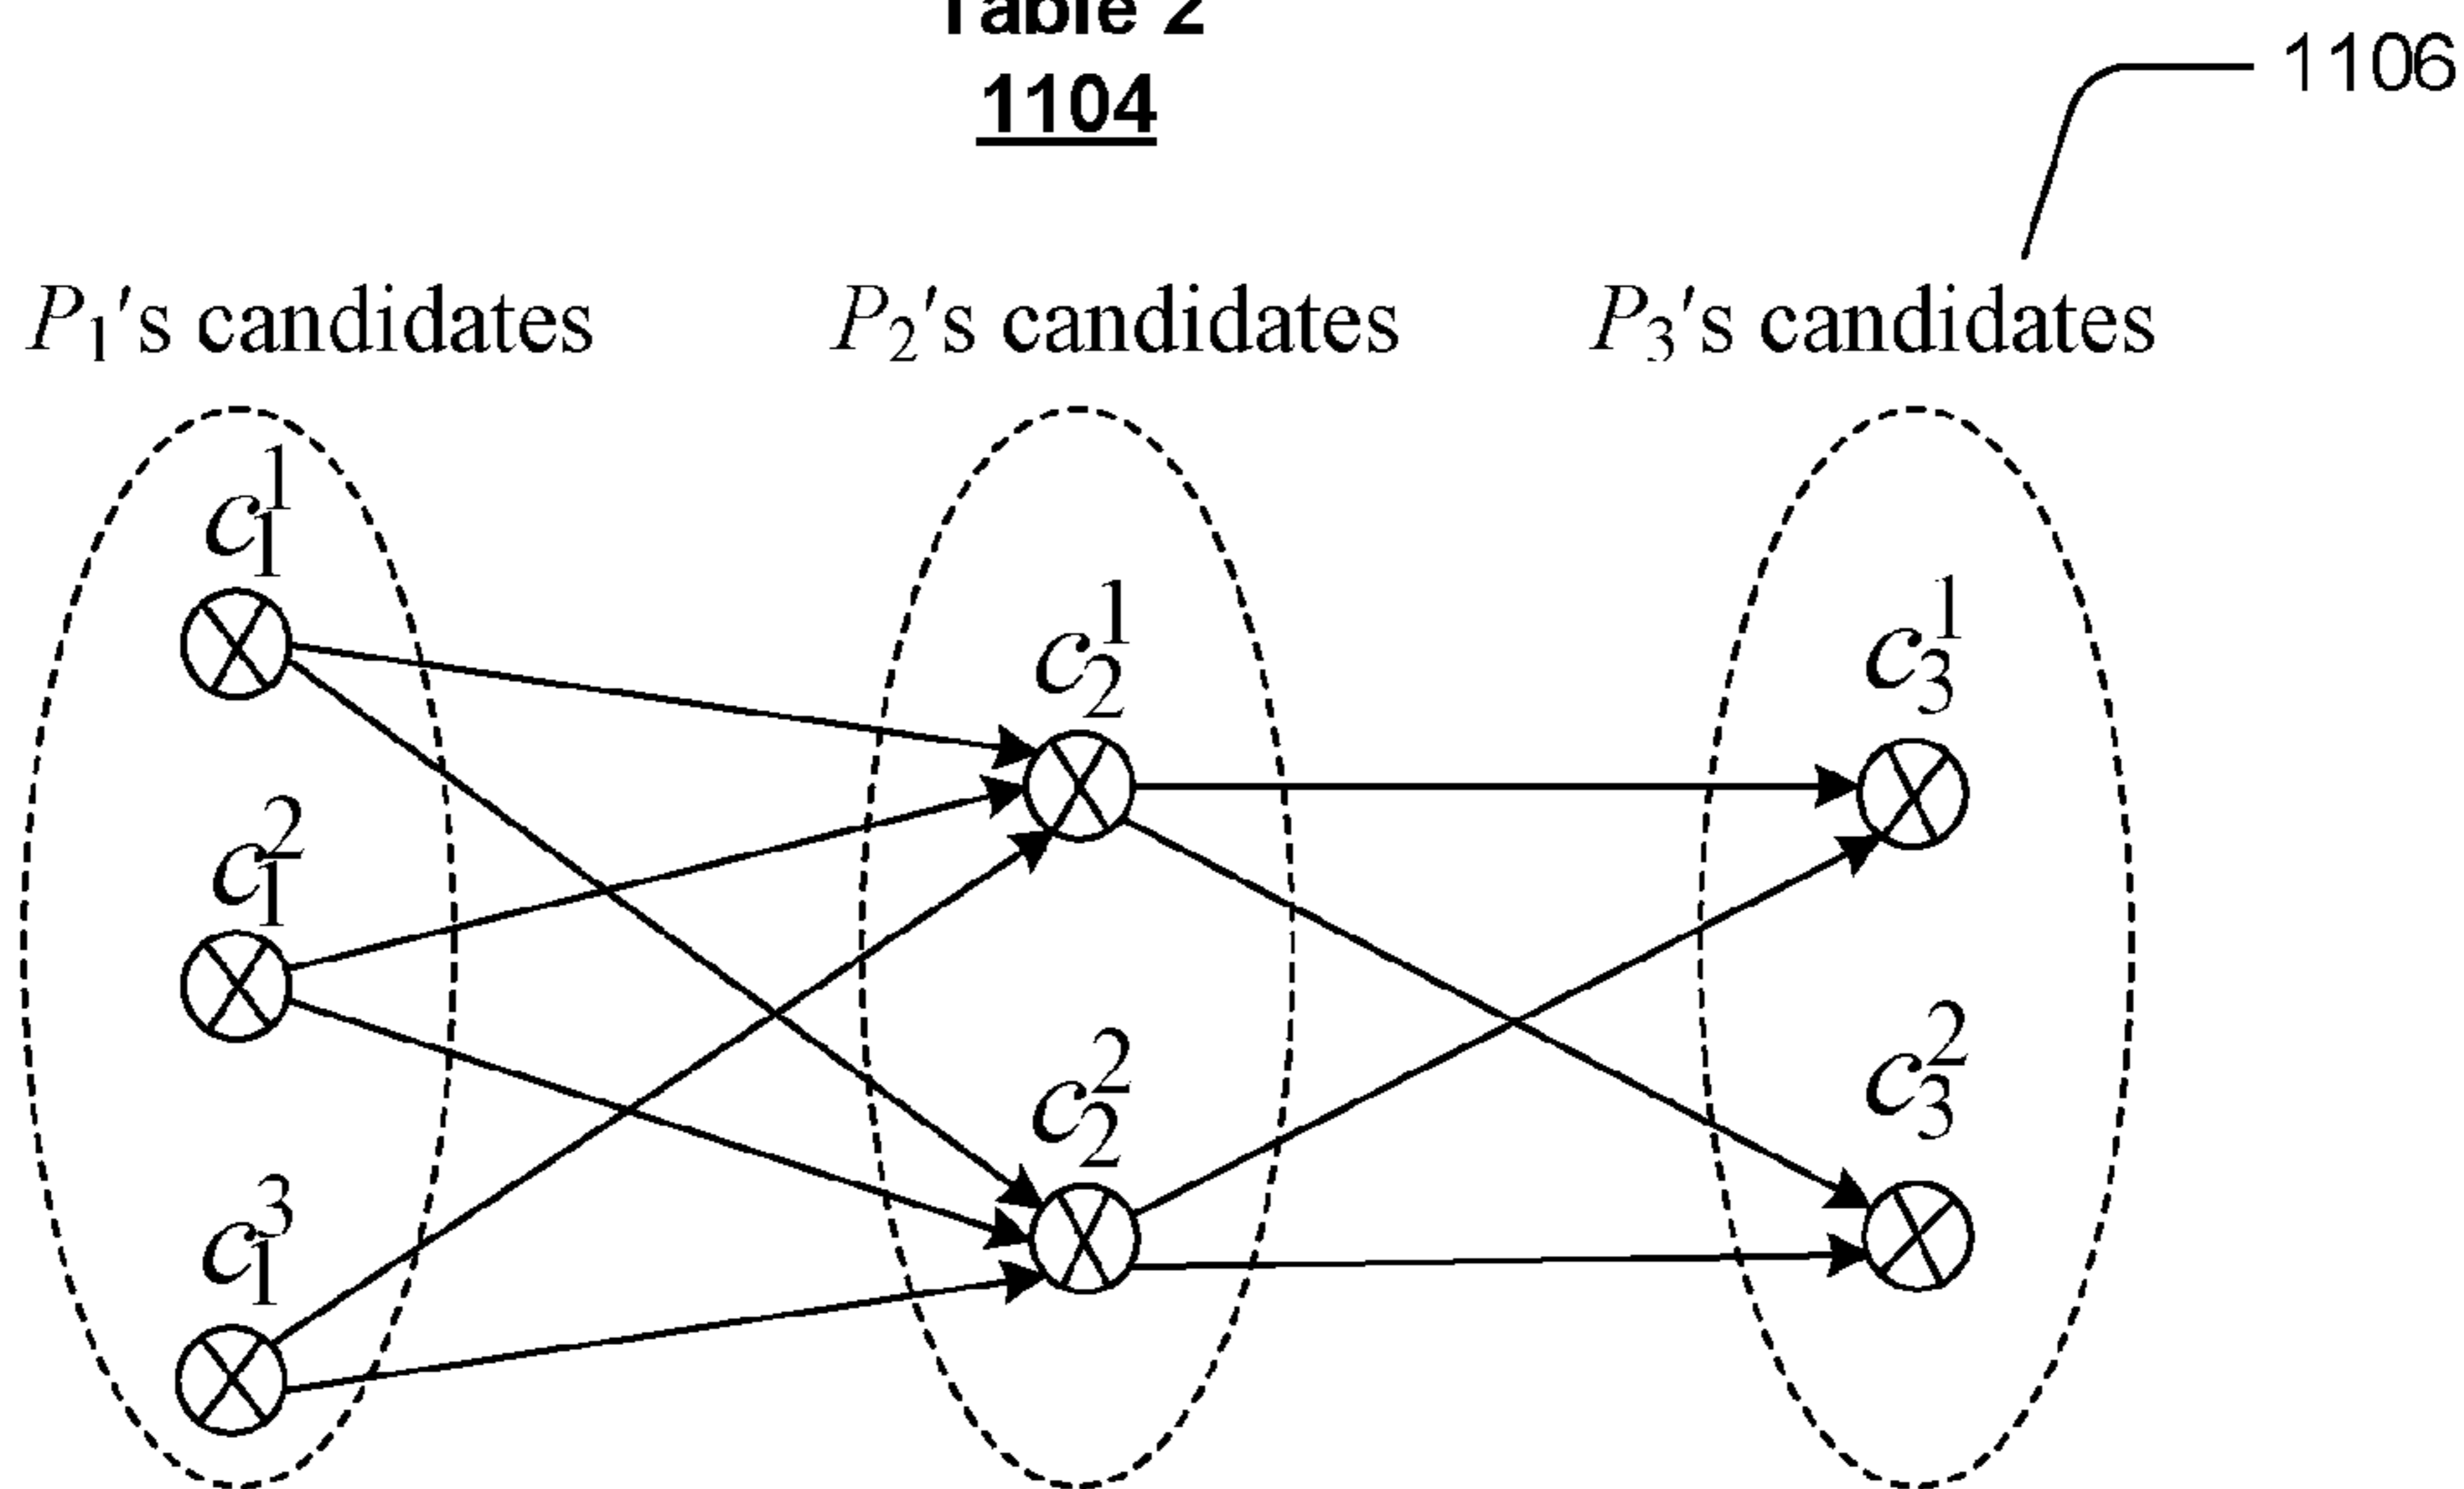 Table 2
1104
1106
P₁'s candidates P₂'s candidates P₃'s candidates
c₁¹
c₂¹ c₃¹
c₁²
c₂² c₃²
c₁³